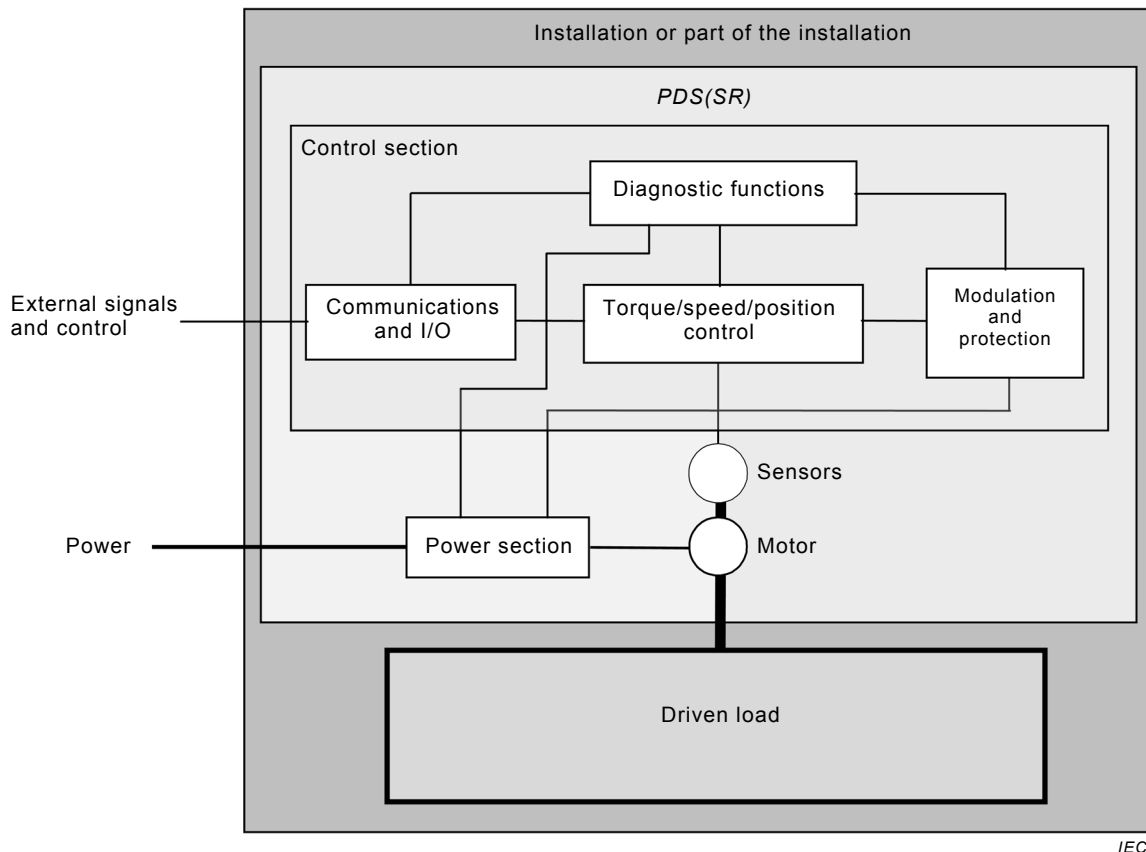 Installation or part of the installation
PDS(SR)
Control section
Diagnostic functions
External signals
and control
Communications
and I/O
Torque/speed/position
control
Modulation
and
protection
Sensors
Power
Power section
Motor
Driven load
IEC